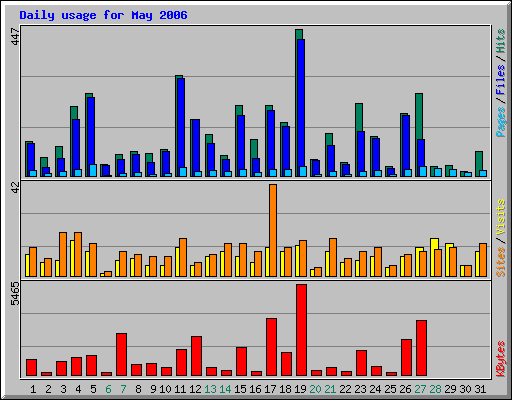 Daily usage for May 2006
447
Pages / Files / Hits
42
Sites / Visits
5465
KBytes
1 2 3 4 5 6 7 8 9 10 11 12 13 14 15 16 17 18 19 20 21 22 23 24 25 26 27 28 29 30 31